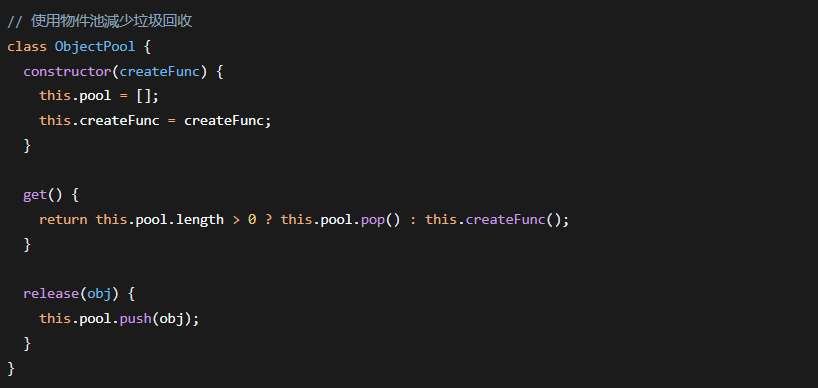 // 使用物件池減少垃圾回收
class ObjectPool {
  constructor(createFunc) {
    this.pool = [];
    this.createFunc = createFunc;
  }
  get() {
    return this.pool.length > 0 ? this.pool.pop() : this.createFunc();
  }
  release(obj) {
    this.pool.push(obj);
  }
}